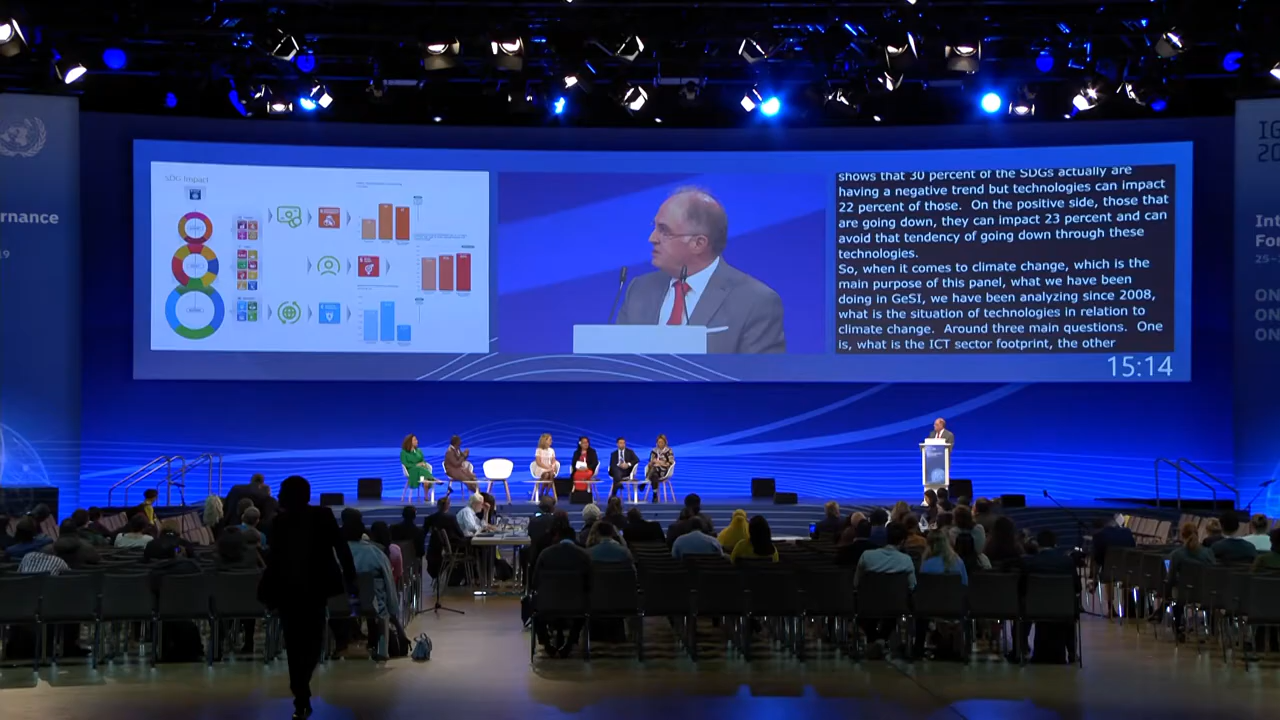 SDG Impact
shows that 30 percent of the SDGs actually are
having a negative trend but technologies can impact
22 percent of those. On the positive side, those that
are going down, they can impact 23 percent and can
avoid that tendency of going down through these
technologies.
So, when it comes to climate change, which is the
main purpose of this panel, what we have been
doing in GeSI, we have been analyzing since 2008,
what is the situation of technologies in relation to
climate change. Around three main questions. One
is, what is the ICT sector footprint, the other
15:14
rnance
19
IG
20
Int
Fo
25-
ON
ON
ON